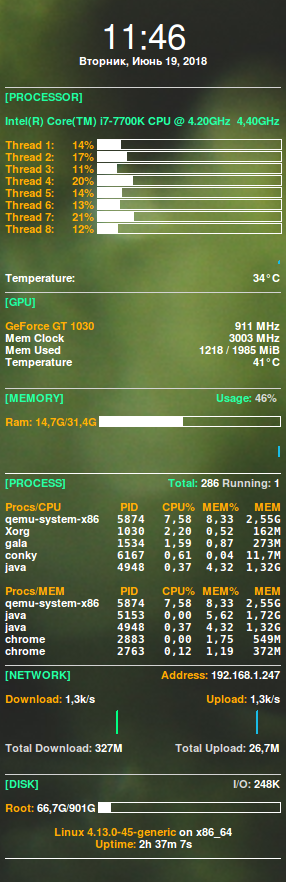 11:46
Вторник, Июнь 19, 2018
[PROCESSOR]
Intel(R) Core(TM) i7-7700K CPU @ 4.20GHz 4,40GHz
Thread 1: 14%
Thread 2: 17%
Thread 3: 11%
Thread 4: 20%
Thread 5: 14%
Thread 6: 13%
Thread 7: 21%
Thread 8: 12%
Temperature: 34°C
[GPU]
GeForce GT 1030 911 MHz
Mem Clock 3003 MHz
Mem Used 1218 / 1985 MiB
Temperature 41°C
[MEMORY] Usage: 46%
Ram: 14,7G/31,4G
[PROCESS] Total: 286 Running: 1
Procs/CPU PID CPU% MEM% MEM
qemu-system-x86 5874 7,58 8,33 2,55G
Xorg 1030 2,20 0,52 162M
gala 1534 1,59 0,87 273M
conky 6167 0,61 0,04 11,7M
java 4948 0,37 4,32 1,32G
Procs/MEM PID CPU% MEM% MEM
qemu-system-x86 5874 7,58 8,33 2,55G
java 5153 0,00 5,62 1,72G
java 4948 0,37 4,32 1,32G
chrome 2883 0,00 1,75 549M
chrome 2763 0,12 1,19 372M
[NETWORK] Address: 192.168.1.247
Download: 1,3k/s Upload: 1,3k/s
Total Download: 327M Total Upload: 26,7M
[DISK] I/O: 248K
Root: 66,7G/901G
Linux 4.13.0-45-generic on x86_64
Uptime: 2h 37m 7s